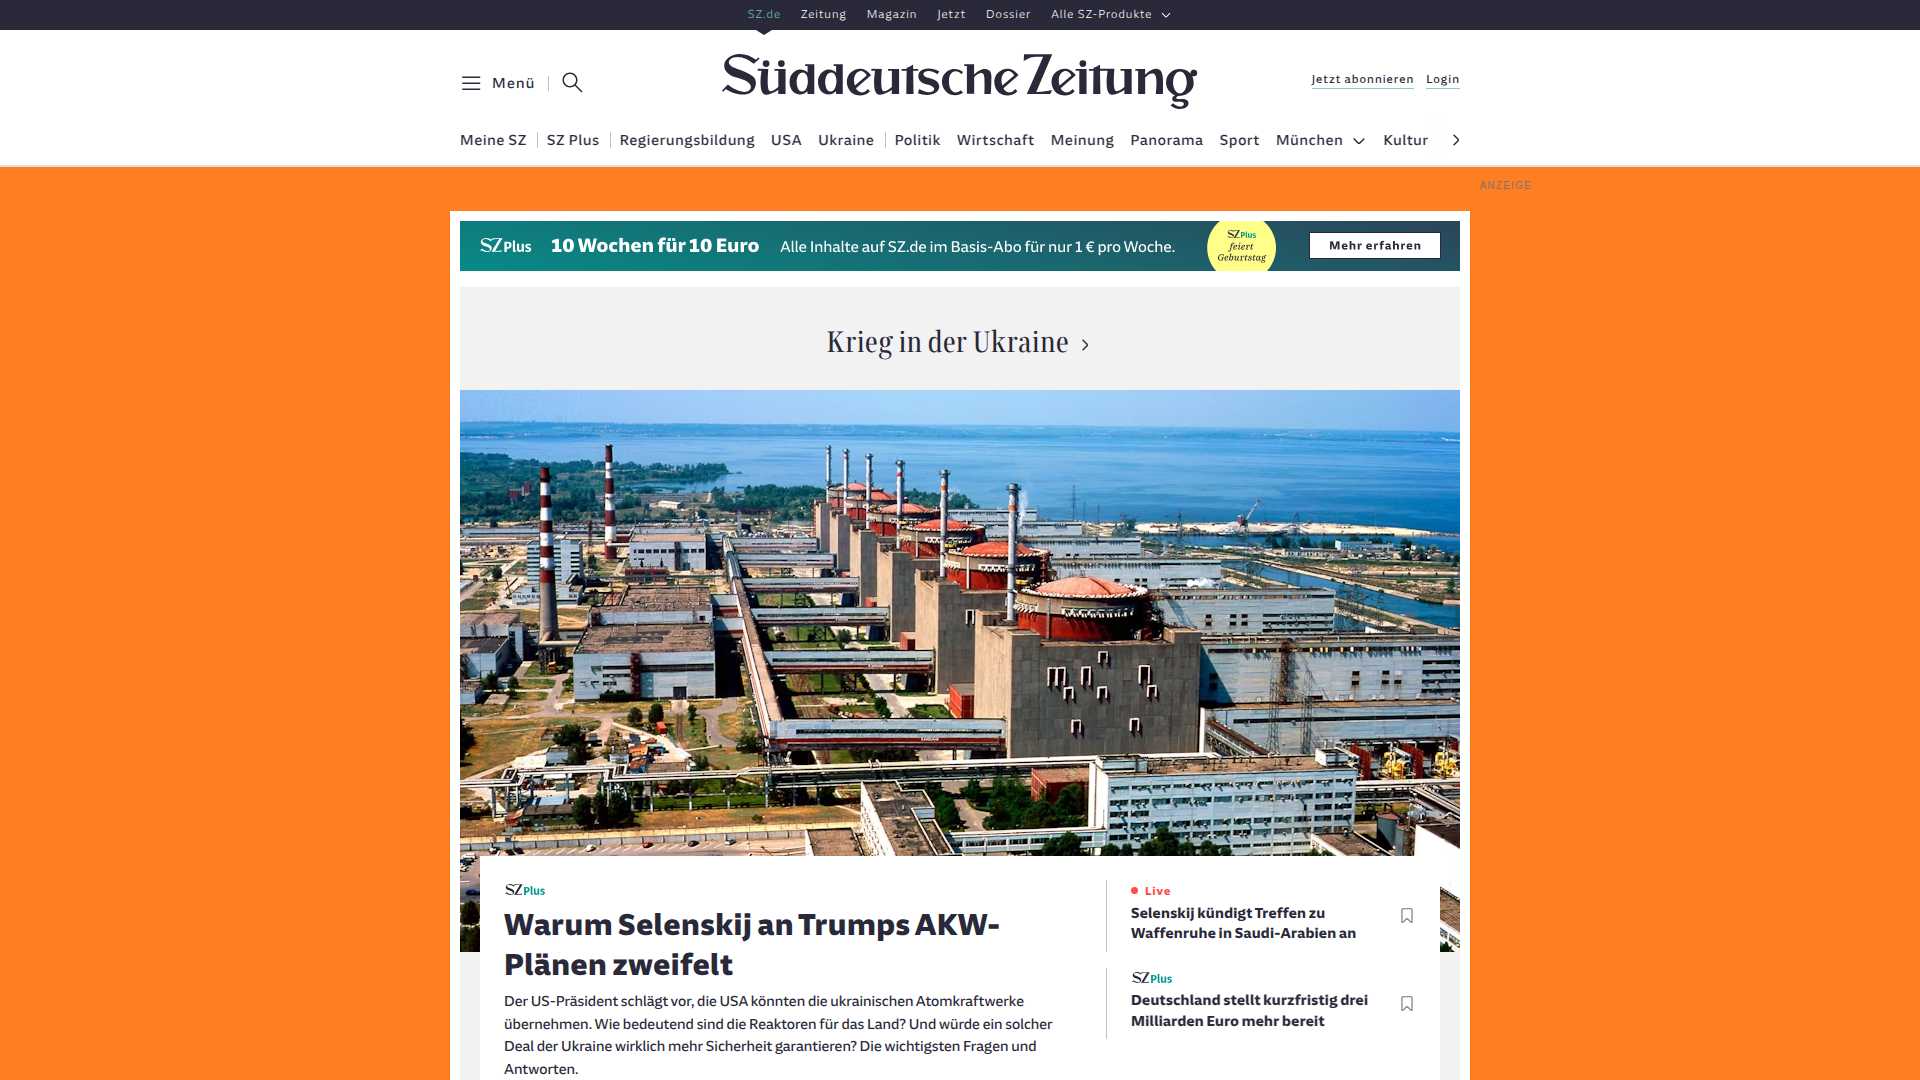 SZ.de Zeitung Magazin Jetzt Dossier Alle SZ-Produkte
Menü
Süddeutsche Zeitung
Jetzt abonnieren Login
Meine SZ SZ Plus Regierungsbildung USA Ukraine Politik Wirtschaft Meinung Panorama Sport München Kultur
ANZEIGE
SZ Plus 10 Wochen für 10 Euro Alle Inhalte auf SZ.de im Basis-Abo für nur 1 € pro Woche.
SZ Plus
feiert
Geburtstag
Mehr erfahren
Krieg in der Ukraine
SZ Plus
Warum Selenskij an Trumps AKW-
Plänen zweifelt
Der US-Präsident schlägt vor, die USA könnten die ukrainischen Atomkraftwerke
übernehmen. Wie bedeutend sind die Reaktoren für das Land? Und würde ein solcher
Deal der Ukraine wirklich mehr Sicherheit garantieren? Die wichtigsten Fragen und
Antworten.
Live
Selenskij kündigt Treffen zu
Waffenruhe in Saudi-Arabien an
SZ Plus
Deutschland stellt kurzfristig drei
Milliarden Euro mehr bereit